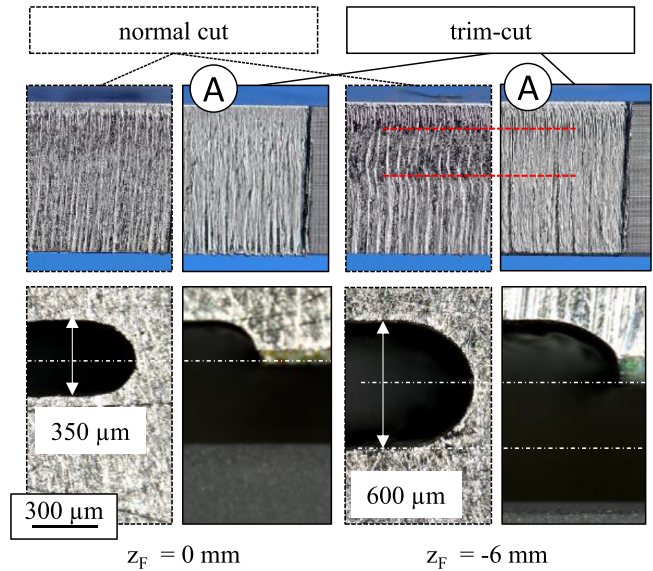 normal cut
trim-cut
A
A
350 µm
600 µm
300 µm
z_F = 0 mm
z_F = -6 mm